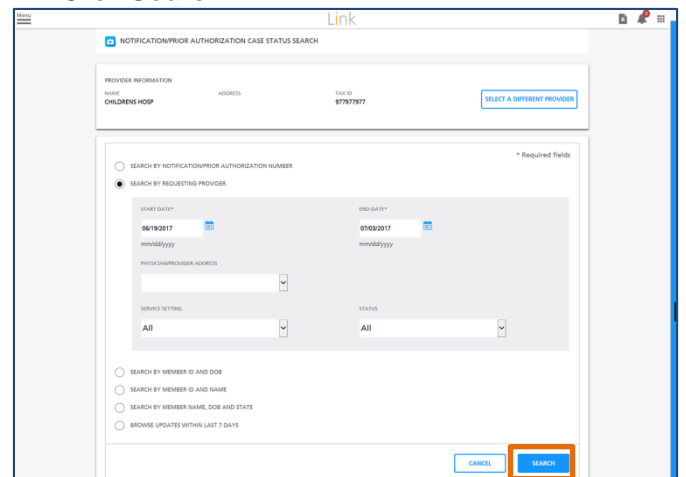 Menu
Link
NOTIFICATION/PRIOR AUTHORIZATION CASE STATUS SEARCH
PROVIDER INFORMATION
NAME ADDRESS TAX ID
CHILDRENS HOSP 977977977
SELECT A DIFFERENT PROVIDER
* Required fields
SEARCH BY NOTIFICATION/PRIOR AUTHORIZATION NUMBER
SEARCH BY REQUESTING PROVIDER
START DATE* END DATE*
06/19/2017 07/03/2017
mm/dd/yyyy mm/dd/yyyy
PHYSICIAN/PROVIDER ADDRESS
SERVICE SETTING STATUS
All All
SEARCH BY MEMBER ID AND DOB
SEARCH BY MEMBER ID AND NAME
SEARCH BY MEMBER NAME, DOB AND STATE
BROWSE UPDATES WITHIN LAST 7 DAYS
CANCEL SEARCH